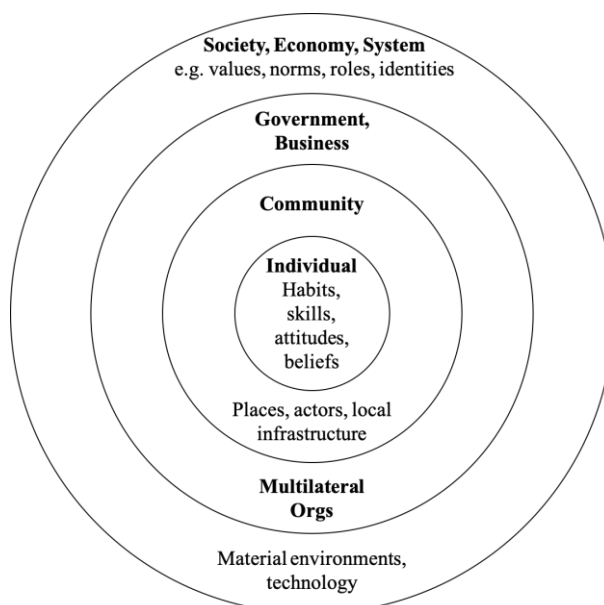 Society, Economy, System
e.g. values, norms, roles, identities
Government,
Business
Community
Individual
Habits,
skills,
attitudes,
beliefs
Places, actors, local
infrastructure
Multilateral
Orgs
Material environments,
technology